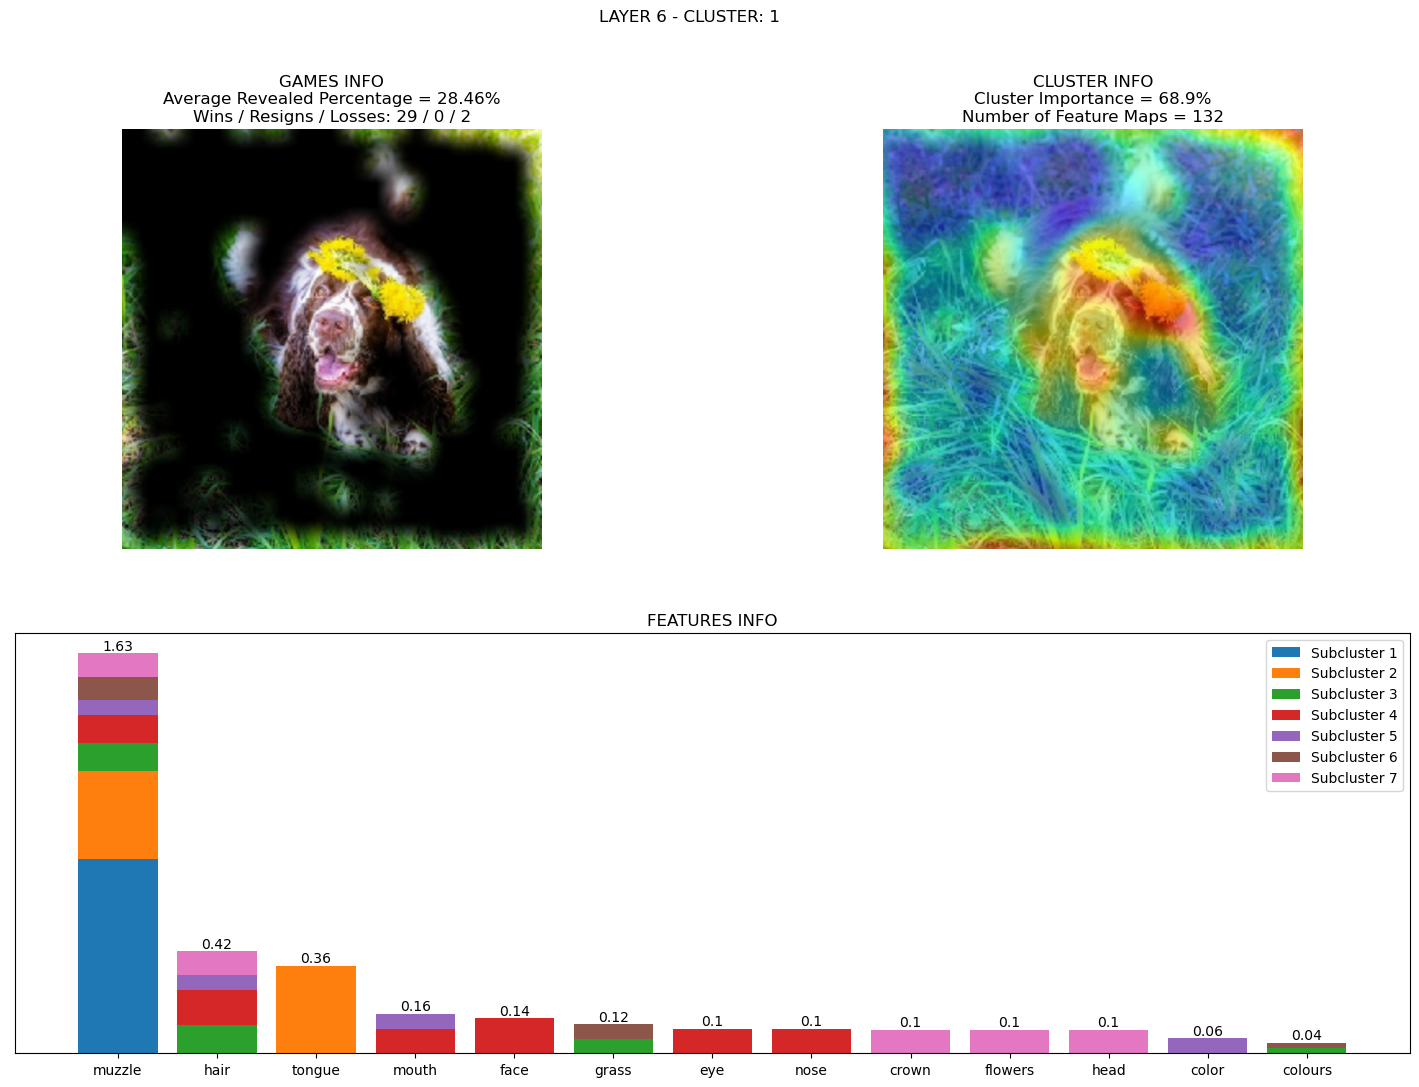 LAYER 6 - CLUSTER: 1
GAMES INFO
Average Revealed Percentage = 28.46%
Wins / Resigns / Losses: 29 / 0 / 2
CLUSTER INFO
Cluster Importance = 68.9%
Number of Feature Maps = 132
FEATURES INFO
1.63
0.42
0.36
0.16
0.14
0.12
0.1
0.1
0.1
0.1
0.1
0.06
0.04
Subcluster 1
Subcluster 2
Subcluster 3
Subcluster 4
Subcluster 5
Subcluster 6
Subcluster 7
muzzle
hair
tongue
mouth
face
grass
eye
nose
crown
flowers
head
color
colours